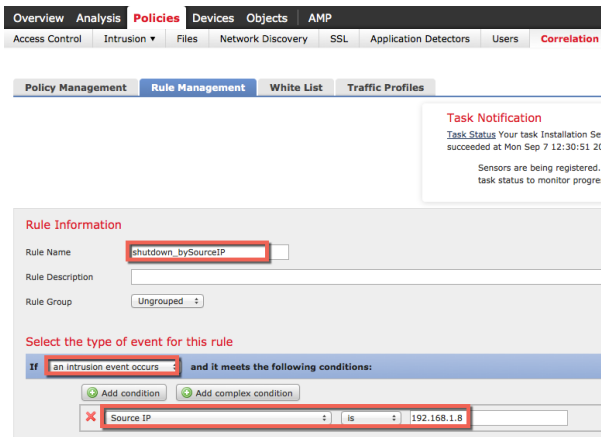 Overview Analysis Policies Devices Objects AMP
Access Control Intrusion Files Network Discovery SSL Application Detectors Users Correlation
Policy Management Rule Management White List Traffic Profiles
Task Notification
Task Status Your task Installation Se
succeeded at Mon Sep 7 12:30:51 20
Sensors are being registered.
task status to monitor progre
Rule Information
Rule Name shutdown_bySourceIP
Rule Description
Rule Group Ungrouped
Select the type of event for this rule
If an intrusion event occurs and it meets the following conditions:
Add condition Add complex condition
Source IP is 192.168.1.8